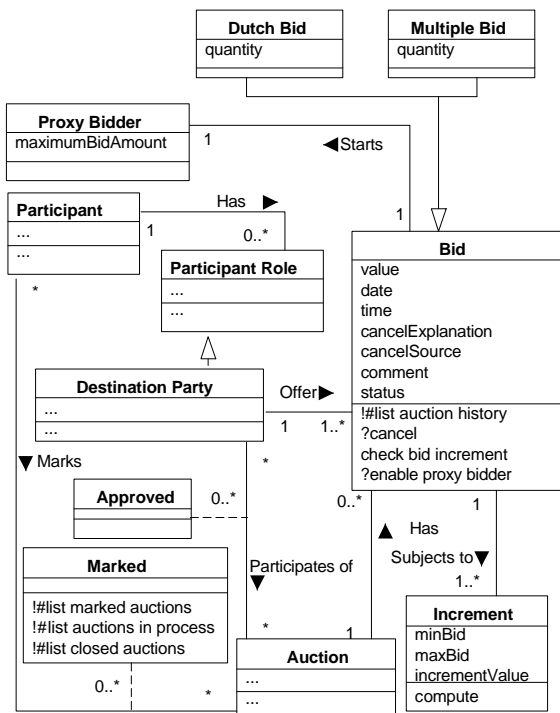 Dutch Bid
quantity
Multiple Bid
quantity
Proxy Bidder
maximumBidAmount
1
◄Starts
1
Participant
...
...
Has ►
1
0..*
*
Participant Role
...
...
Bid
value
date
time
cancelExplanation
cancelSource
comment
status
!#list auction history
?cancel
check bid increment
?enable proxy bidder
Destination Party
...
...
Offer►
1
1..*
▼ Marks
*
0..*
Approved
0..*
1
▲ Has
Marked
!#list marked auctions
!#list auctions in process
!#list closed auctions
Participates of
▼
Subjects to▼
1..*
*
1
Auction
...
...
0..*
*
Increment
minBid
maxBid
incrementValue
compute